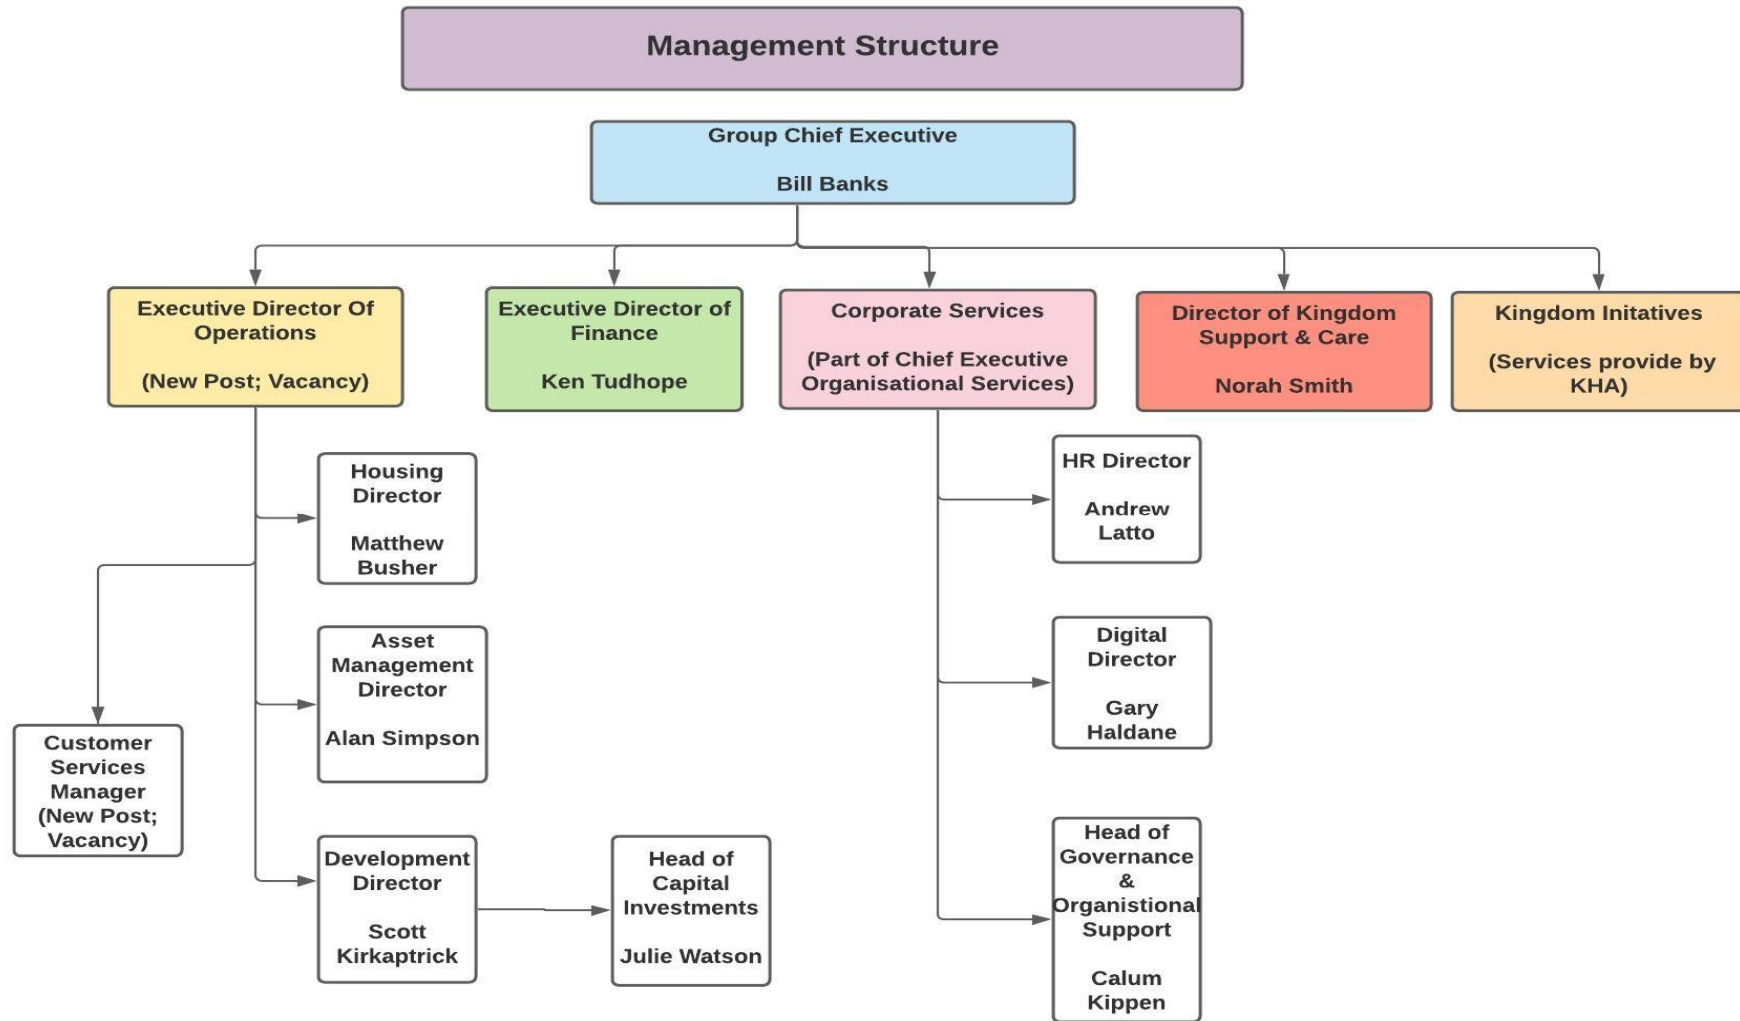 Management Structure
Group Chief Executive
Bill Banks
Executive Director Of
Operations
(New Post; Vacancy)
Executive Director of
Finance
Ken Tudhope
Corporate Services
(Part of Chief Executive
Organisational Services)
Director of Kingdom
Support & Care
Norah Smith
Kingdom Initatives
(Services provide by
KHA)
Housing
Director
Matthew
Busher
HR Director
Andrew
Latto
Asset
Management
Director
Alan Simpson
Digital
Director
Gary
Haldane
Customer
Services
Manager
(New Post;
Vacancy)
Development
Director
Scott
Kirkaptrick
Head of
Capital
Investments
Julie Watson
Head of
Governance
&
Organistional
Support
Calum
Kippen